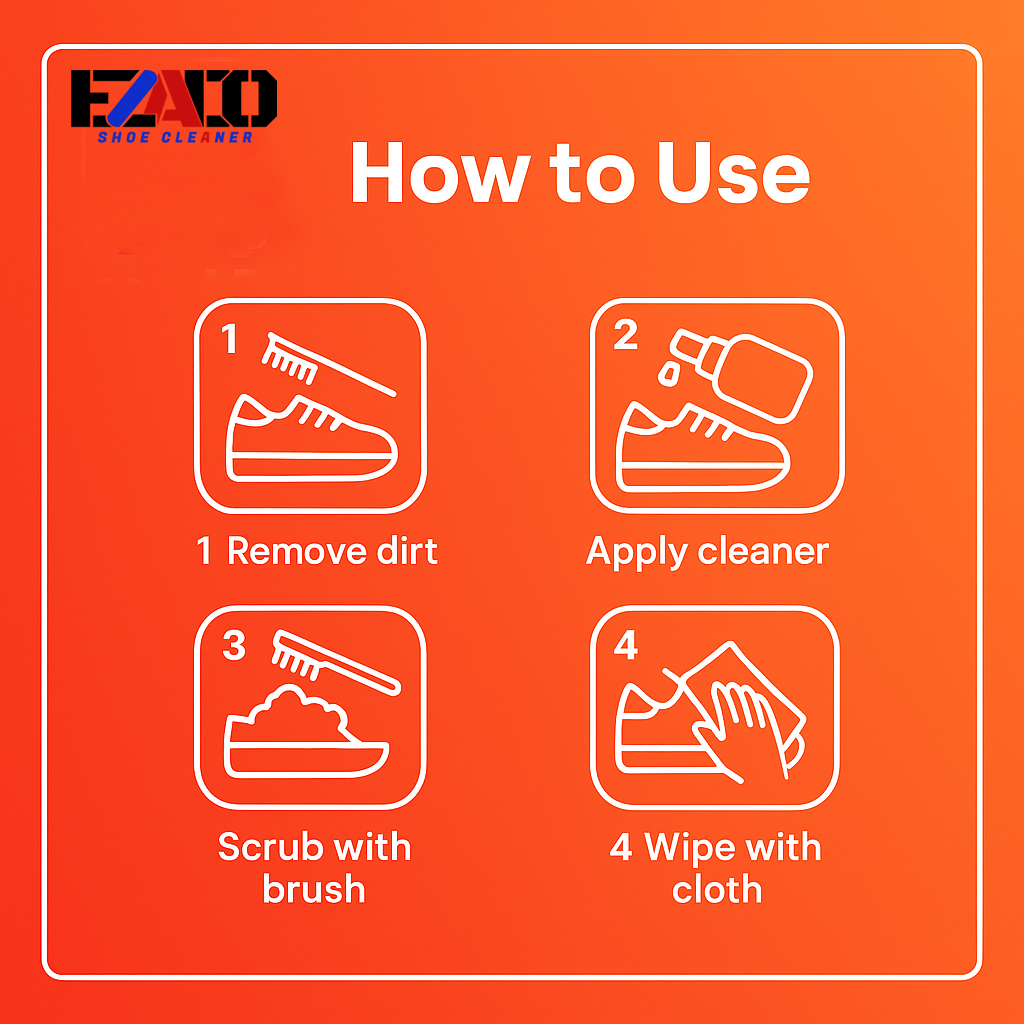 SHOE CLEANER
How to Use
1
2
1 Remove dirt
Apply cleaner
3
4
Scrub with
brush
4 Wipe with
cloth